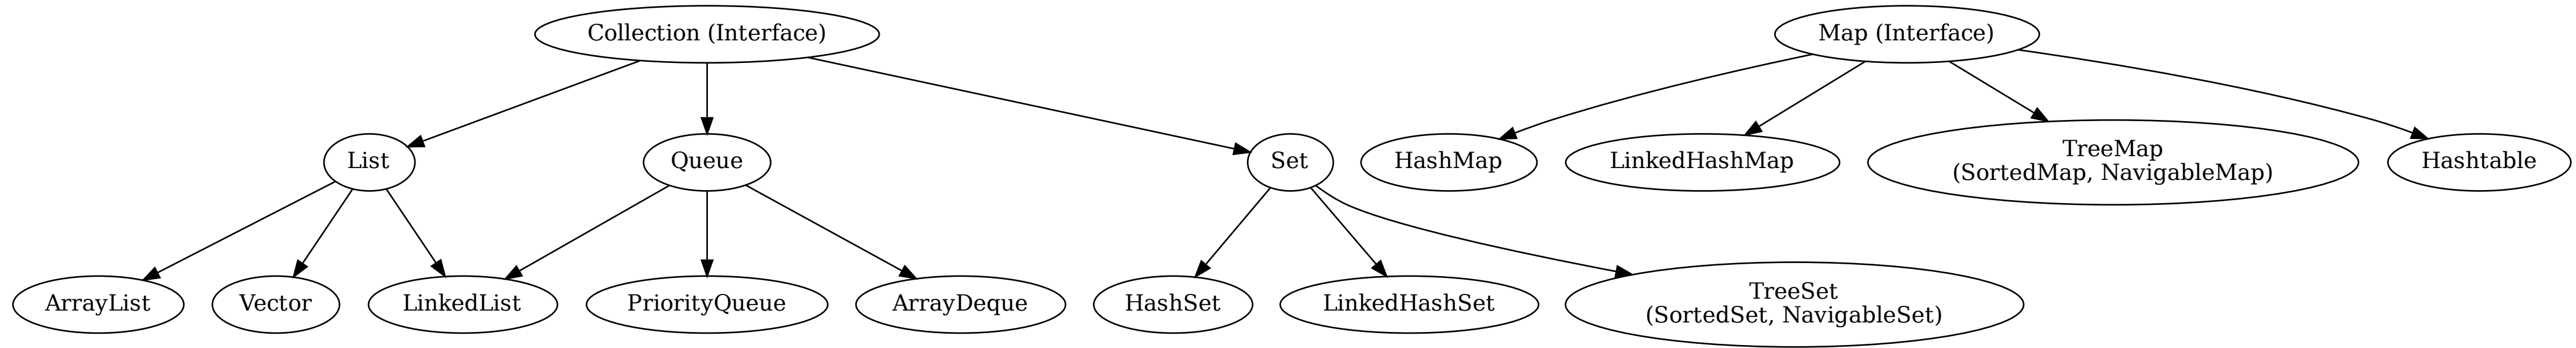 Collection (Interface)
Map (Interface)
List
Queue
Set
HashMap
LinkedHashMap
TreeMap
(SortedMap, NavigableMap)
Hashtable
ArrayList
Vector
LinkedList
PriorityQueue
ArrayDeque
HashSet
LinkedHashSet
TreeSet
(SortedSet, NavigableSet)